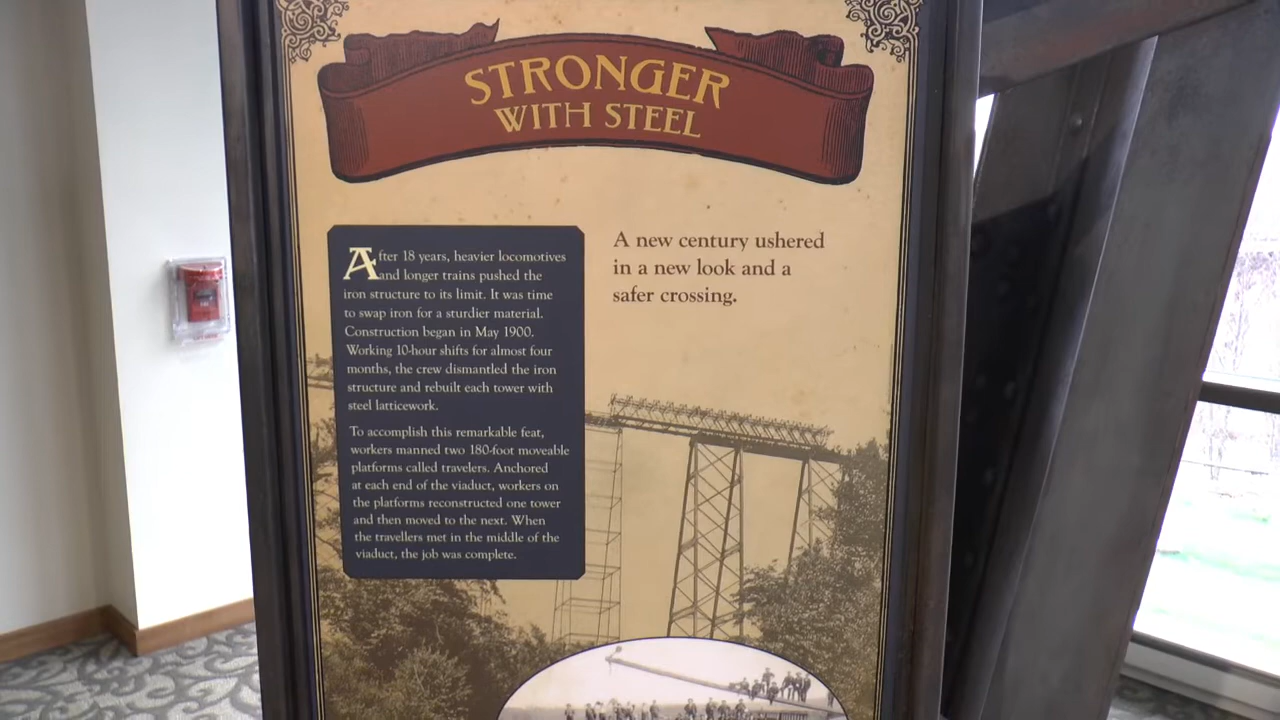 STRONGER
WITH STEEL
After 18 years, heavier locomotives
and longer trains pushed the
iron structure to its limit. It was time
to swap iron for a sturdier material.
Construction began in May 1900.
Working 10-hour shifts for almost four
months, the crew dismantled the iron
structure and rebuilt each tower with
steel latticework.
To accomplish this remarkable feat,
workers manned two 180-foot moveable
platforms called travelers. Anchored
at each end of the viaduct, workers on
the platforms reconstructed one tower
and then moved to the next. When
the travellers met in the middle of the
viaduct, the job was complete.
A new century ushered
in a new look and a
safer crossing.